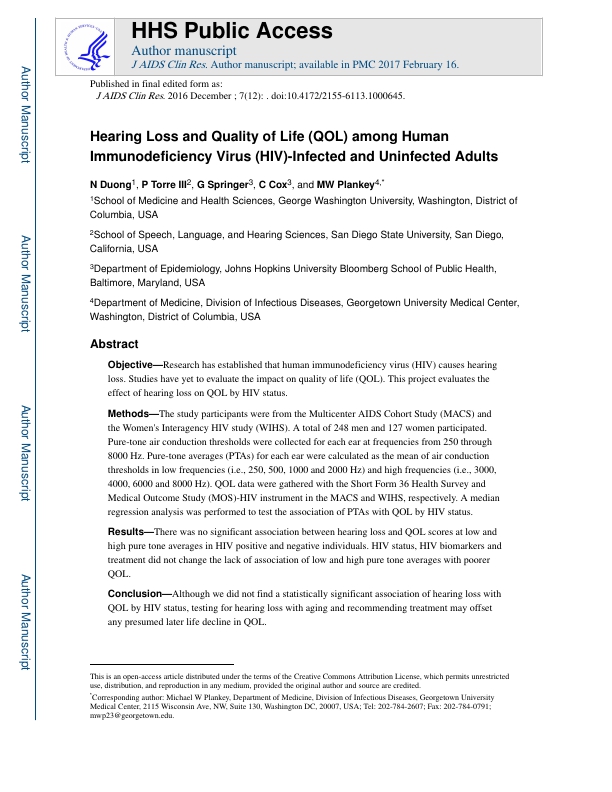 HHS Public Access
Author manuscript
J AIDS Clin Res. Author manuscript; available in PMC 2017 February 16.
Published in final edited form as:
J AIDS Clin Res. 2016 December ; 7(12): . doi:10.4172/2155-6113.1000645.
Hearing Loss and Quality of Life (QOL) among Human
Immunodeficiency Virus (HIV)-Infected and Uninfected Adults
N Duong1, P Torre III2, G Springer3, C Cox3, and MW Plankey4,*
1School of Medicine and Health Sciences, George Washington University, Washington, District of
Columbia, USA
2School of Speech, Language, and Hearing Sciences, San Diego State University, San Diego,
California, USA
3Department of Epidemiology, Johns Hopkins University Bloomberg School of Public Health,
Baltimore, Maryland, USA
4Department of Medicine, Division of Infectious Diseases, Georgetown University Medical Center,
Washington, District of Columbia, USA
Abstract
Objective—Research has established that human immunodeficiency virus (HIV) causes hearing
loss. Studies have yet to evaluate the impact on quality of life (QOL). This project evaluates the
effect of hearing loss on QOL by HIV status.
Methods—The study participants were from the Multicenter AIDS Cohort Study (MACS) and
the Women's Interagency HIV study (WIHS). A total of 248 men and 127 women participated.
Pure-tone air conduction thresholds were collected for each ear at frequencies from 250 through
8000 Hz. Pure-tone averages (PTAs) for each ear were calculated as the mean of air conduction
thresholds in low frequencies (i.e., 250, 500, 1000 and 2000 Hz) and high frequencies (i.e., 3000,
4000, 6000 and 8000 Hz). QOL data were gathered with the Short Form 36 Health Survey and
Medical Outcome Study (MOS)-HIV instrument in the MACS and WIHS, respectively. A median
regression analysis was performed to test the association of PTAs with QOL by HIV status.
Results—There was no significant association between hearing loss and QOL scores at low and
high pure tone averages in HIV positive and negative individuals. HIV status, HIV biomarkers and
treatment did not change the lack of association of low and high pure tone averages with poorer
QOL.
Conclusion—Although we did not find a statistically significant association of hearing loss with
QOL by HIV status, testing for hearing loss with aging and recommending treatment may offset
any presumed later life decline in QOL.
This is an open-access article distributed under the terms of the Creative Commons Attribution License, which permits unrestricted
use, distribution, and reproduction in any medium, provided the original author and source are credited.
*Corresponding author: Michael W Plankey, Department of Medicine, Division of Infectious Diseases, Georgetown University
Medical Center, 2115 Wisconsin Ave, NW, Suite 130, Washington DC, 20007, USA; Tel: 202-784-2607; Fax: 202-784-0791;
mwp23@georgetown.edu.
Author Manuscript
Author Manuscript
Author Manuscript
Author Manuscript